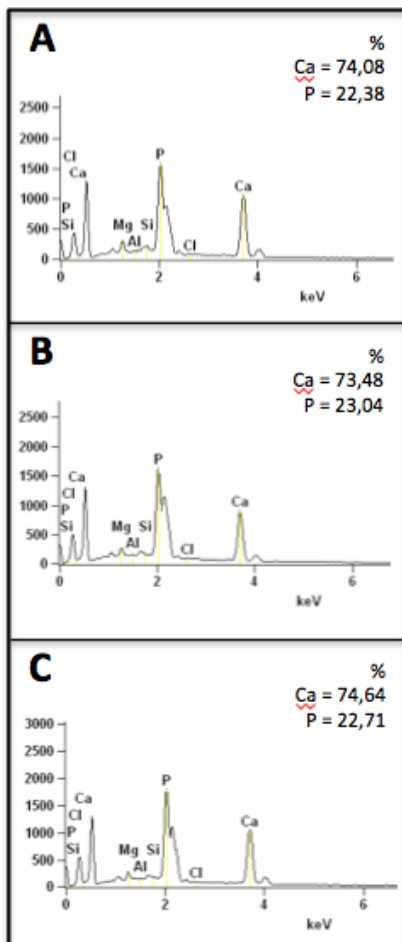 A
%
Ca = 74,08
P = 22,38
2500
2000
1500
1000
500
0
Cl
Ca
P
Si
Mg
Al
Si
P
Cl
Ca
0
2
4
6
keV
B
%
Ca = 73,48
P = 23,04
2500
2000
1500
1000
500
0
Ca
Cl
P
Si
Mg
Al
Si
P
Cl
Ca
0
2
4
6
keV
C
%
Ca = 74,64
P = 22,71
3000
2500
2000
1500
1000
500
0
Ca
Cl
P
Si
Mg
Al
Si
P
Cl
Ca
0
2
4
6
keV